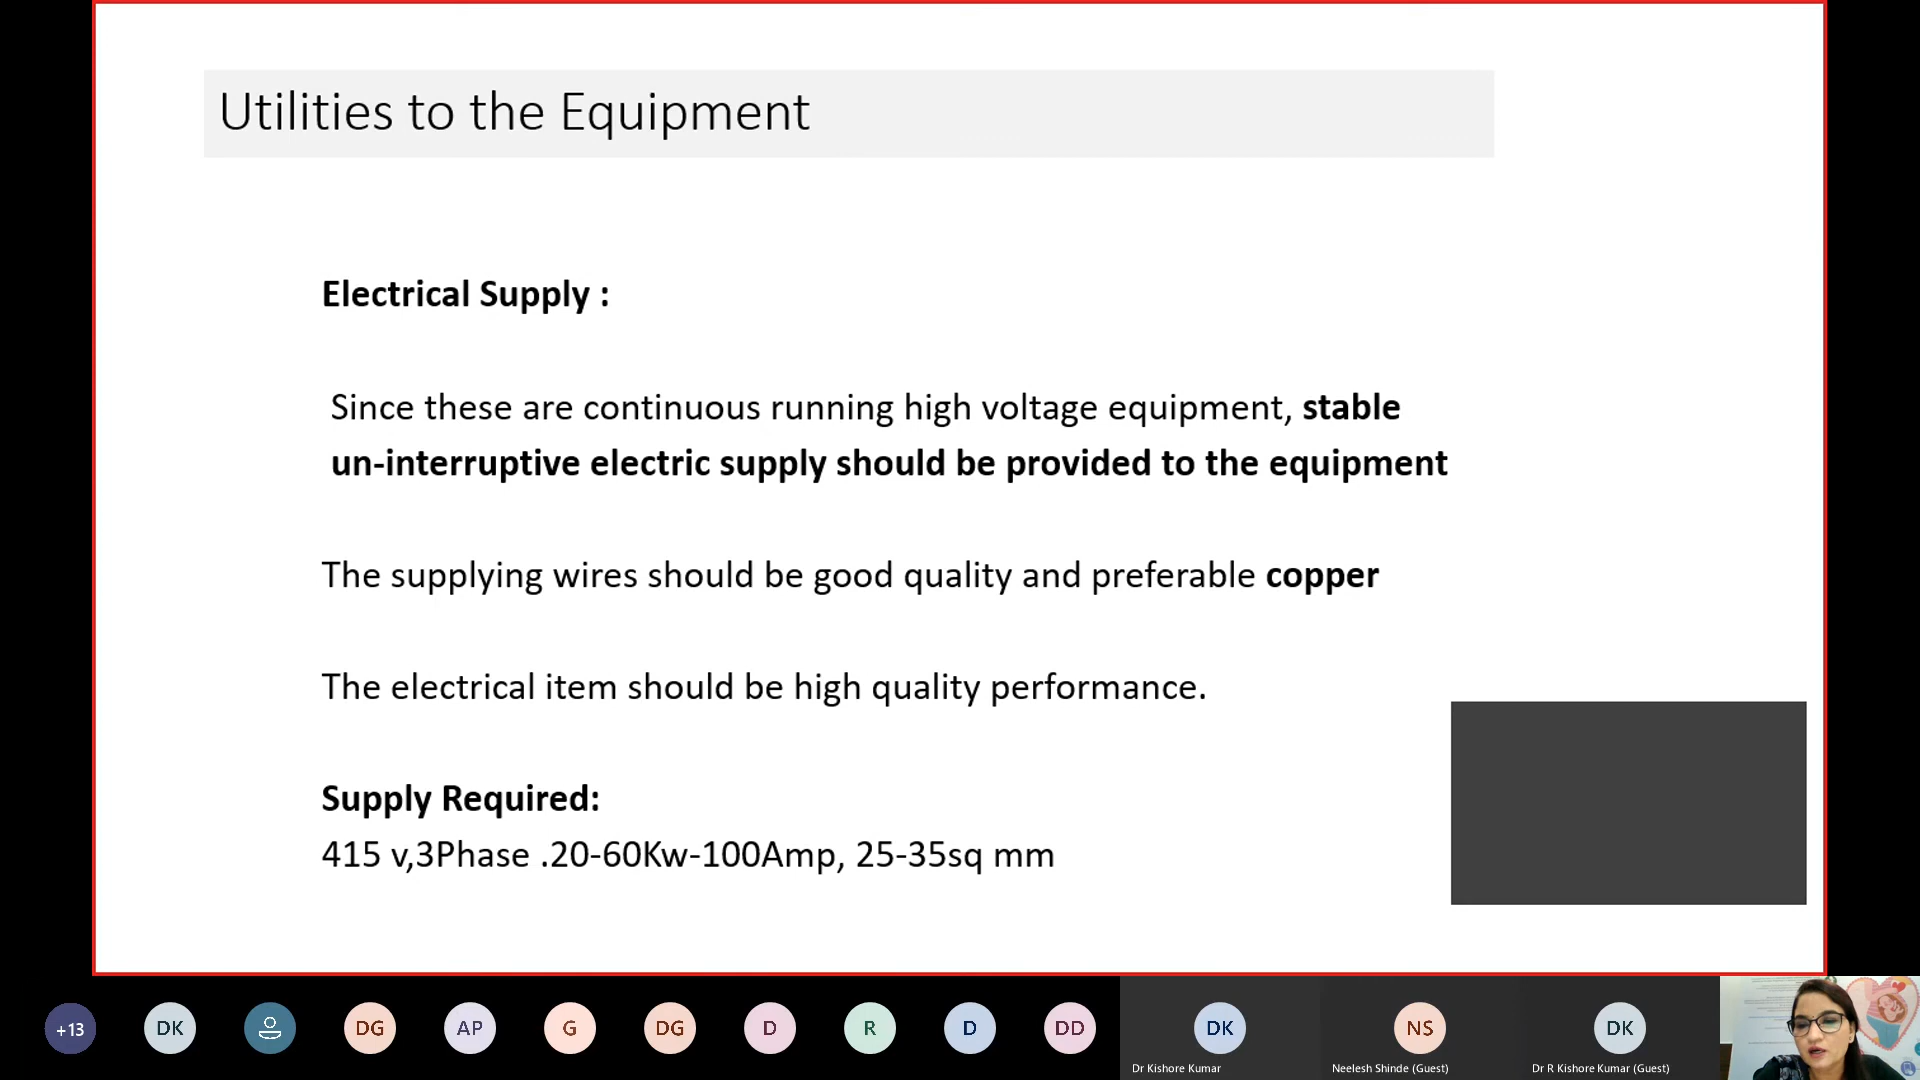 Utilities to the Equipment
Electrical Supply :
Since these are continuous running high voltage equipment, stable
un-interruptive electric supply should be provided to the equipment
The supplying wires should be good quality and preferable copper
The electrical item should be high quality performance.
Supply Required:
415 v,3Phase .20-60Kw-100Amp, 25-35sq mm
+13
DK
DG
AP
G
DG
D
R
D
DD
DK
NS
DK
Dr Kishore Kumar
Neelesh Shinde (Guest)
Dr R Kishore Kumar (Guest)